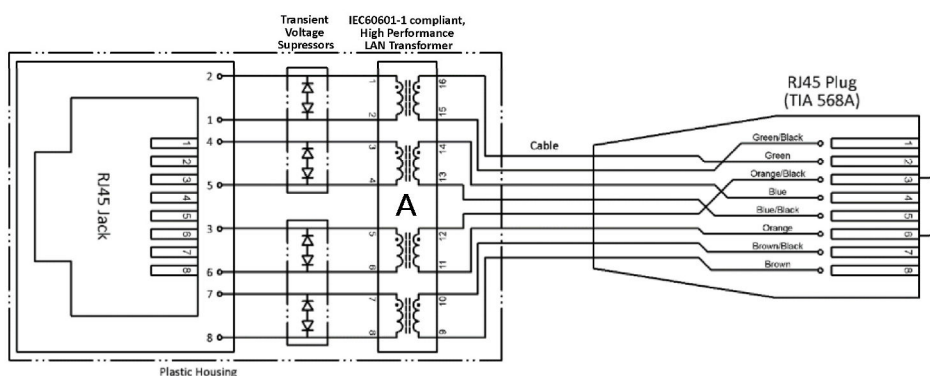 Transient
Voltage
Supressors
IEC60601-1 compliant,
High Performance
LAN Transformer
RJ45 Plug
(TIA 568A)
RJ45 Jack
1
2
3
4
5
6
7
8
2
1
4
5
3
6
7
8
1
2
3
4
5
6
7
8
16
15
14
13
12
11
10
9
A
Cable
Green/Black
Green
Orange/Black
Blue
Blue/Black
Orange
Brown/Black
Brown
1
2
3
4
5
6
7
8
Plastic Housing